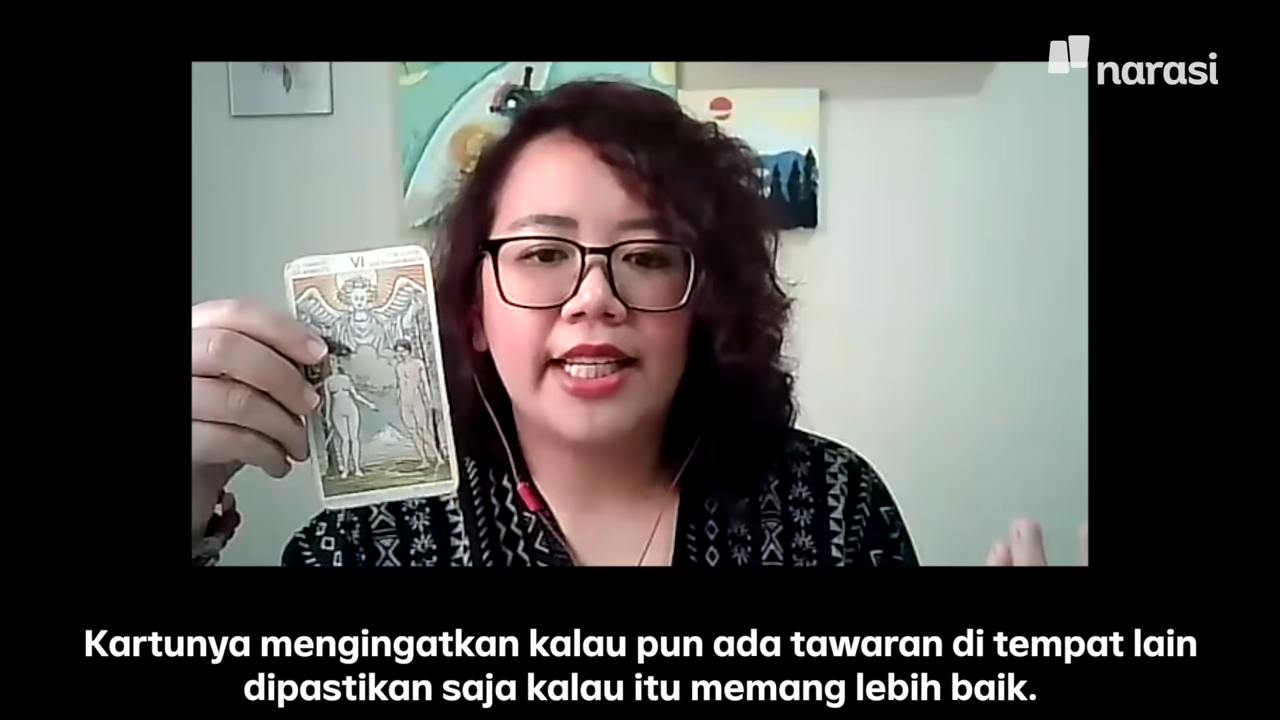 narasi
VI
Kartunya mengingatkan kalau pun ada tawaran di tempat lain
dipastikan saja kalau itu memang lebih baik.